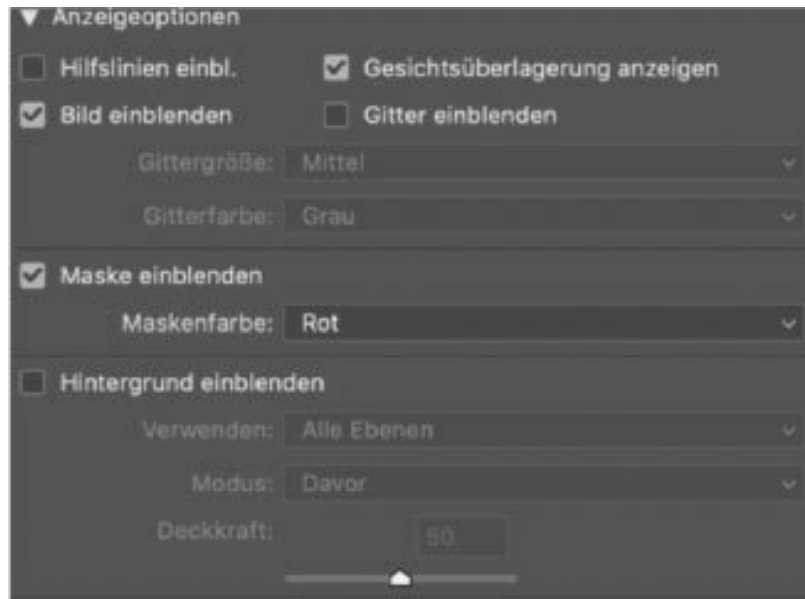 Anzeigeoptionen
Hilfslinien einbl. Gesichtsüberlagerung anzeigen
Bild einblenden Gitter einblenden
Gittergröße: Mittel
Gitterfarbe: Grau
Maske einblenden
Maskenfarbe: Rot
Hintergrund einblenden
Verwenden: Alle Ebenen
Modus: Davor
Deckkraft: 50